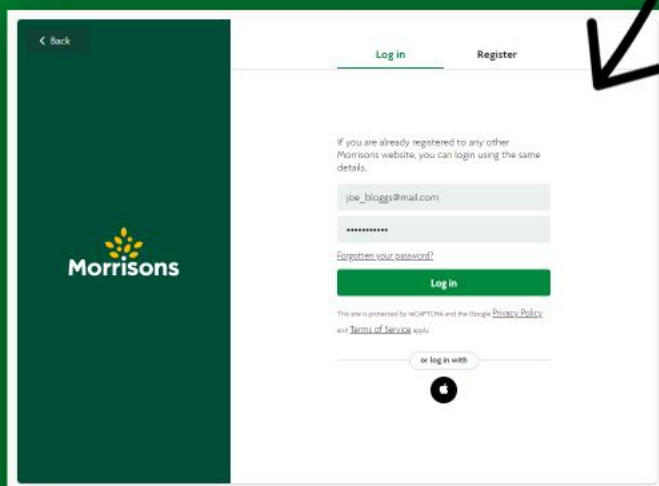 Back
Log in Register
If you are already registered to any other
Morrisons website, you can login using the same
details.
joe_bloggs@mail.com
•••••••••••
Forgotten your password?
Log in
This site is protected by reCAPTCHA and the Google Privacy Policy
and Terms of Service apply.
or log in with
Morrisons